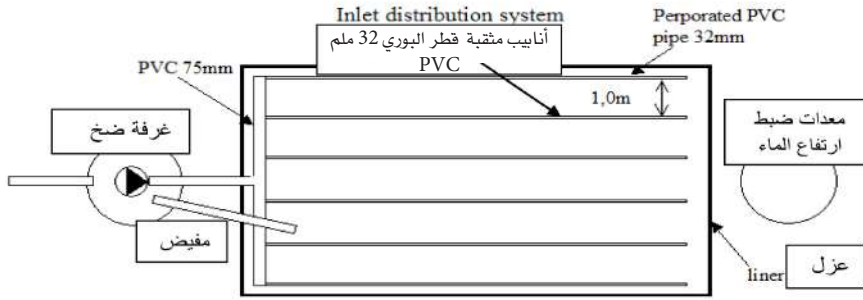 Inlet distribution system
Perporated PVC
pipe 32mm
أنابيب مثقبة قطر البوري 32 ملم
PVC
PVC 75mm
1,0m
غرفة ضخ
معدات ضبط
ارتفاع الماء
مفيض
liner
عزل